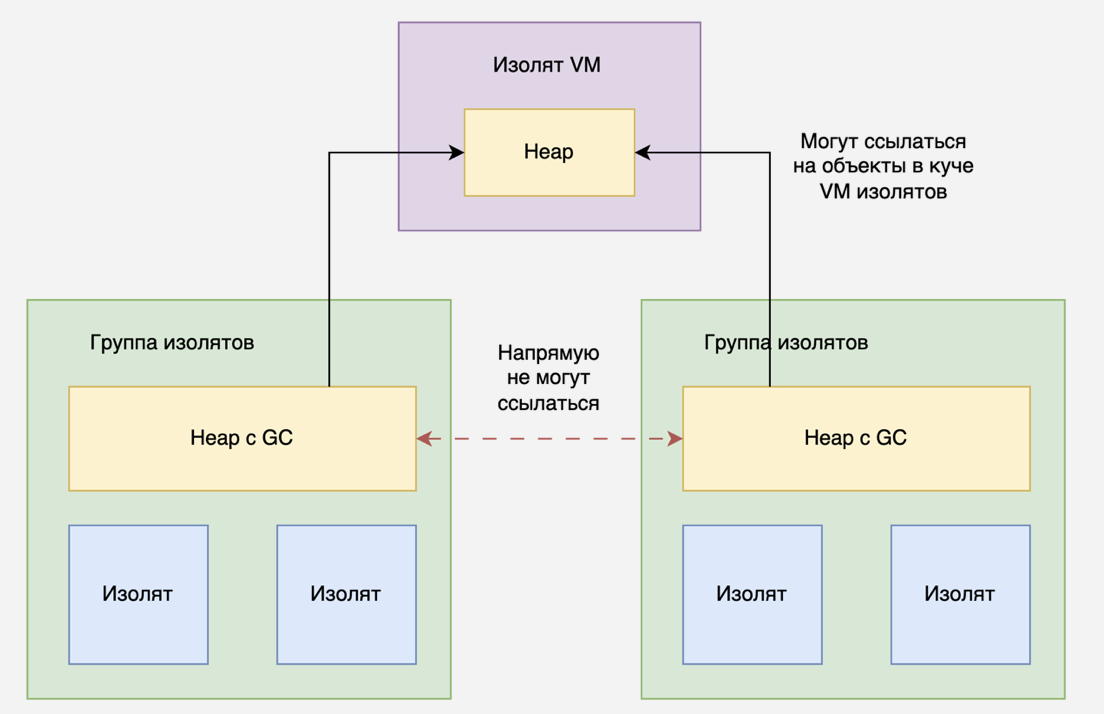 Изолят VM
Heap
Могут ссылаться
на объекты в куче
VM изолятов
Группа изолятов
Напрямую
не могут
ссылаться
Группа изолятов
Heap с GC
Heap с GC
Изолят
Изолят
Изолят
Изолят